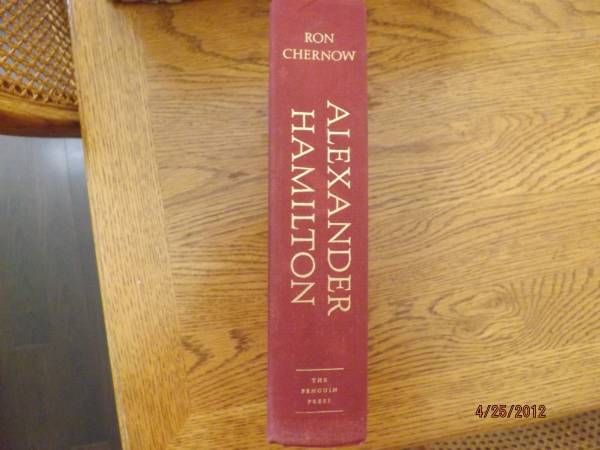 RON
CHERNOW
ALEXANDER
HAMILTON
THE
PENGUIN
PRESS
4/25/2012